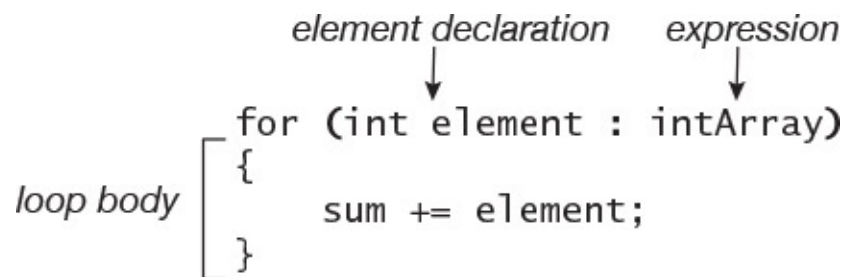 element declaration expression
for (int element : intArray)
{
loop body
sum += element;
}